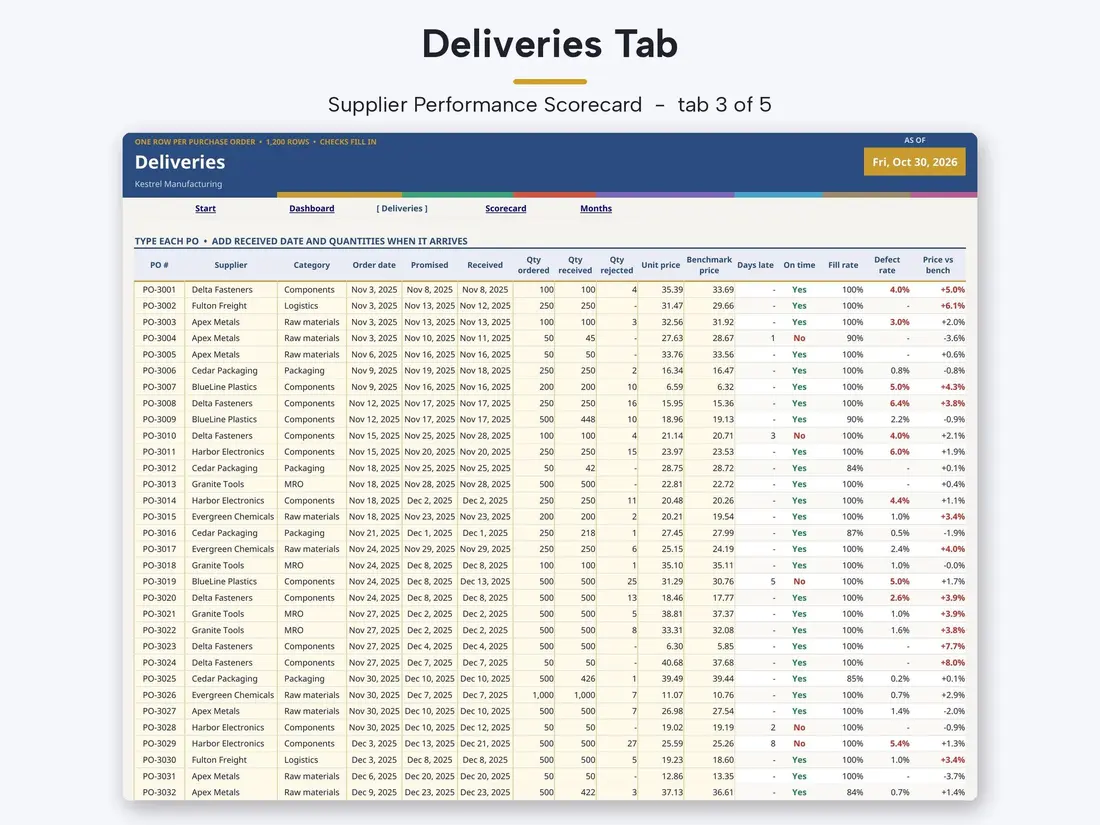 Deliveries Tab
Supplier Performance Scorecard - tab 3 of 5
ONE ROW PER PURCHASE ORDER • 1,200 ROWS • CHECKS FILL IN
AS OF
Deliveries
Fri, Oct 30, 2026
Kestrel Manufacturing
Start Dashboard [ Deliveries ] Scorecard Months
TYPE EACH PO • ADD RECEIVED DATE AND QUANTITIES WHEN IT ARRIVES
PO # Supplier Category Order date Promised Received Qty ordered Qty received Qty rejected Unit price Benchmark price Days late On time Fill rate Defect rate Price vs bench
PO-3001 Delta Fasteners Components Nov 3, 2025 Nov 8, 2025 Nov 8, 2025 100 100 4 35.39 33.69 - Yes 100% 4.0% +5.0%
PO-3002 Fulton Freight Logistics Nov 3, 2025 Nov 13, 2025 Nov 12, 2025 250 250 - 31.47 29.66 - Yes 100% - +6.1%
PO-3003 Apex Metals Raw materials Nov 3, 2025 Nov 13, 2025 Nov 13, 2025 100 100 3 32.56 31.92 - Yes 100% 3.0% +2.0%
PO-3004 Apex Metals Raw materials Nov 3, 2025 Nov 10, 2025 Nov 11, 2025 50 45 - 27.63 28.67 1 No 90% - -3.6%
PO-3005 Apex Metals Raw materials Nov 6, 2025 Nov 16, 2025 Nov 16, 2025 50 50 - 33.76 33.56 - Yes 100% - +0.6%
PO-3006 Cedar Packaging Packaging Nov 9, 2025 Nov 19, 2025 Nov 18, 2025 250 250 2 16.34 16.47 - Yes 100% 0.8% -0.8%
PO-3007 BlueLine Plastics Components Nov 9, 2025 Nov 16, 2025 Nov 16, 2025 200 200 10 6.59 6.32 - Yes 100% 5.0% +4.3%
PO-3008 Delta Fasteners Components Nov 12, 2025 Nov 17, 2025 Nov 17, 2025 250 250 16 15.95 15.36 - Yes 100% 6.4% +3.8%
PO-3009 BlueLine Plastics Components Nov 12, 2025 Nov 17, 2025 Nov 17, 2025 500 448 10 18.96 19.13 - Yes 90% 2.2% -0.9%
PO-3010 Delta Fasteners Components Nov 15, 2025 Nov 25, 2025 Nov 28, 2025 100 100 4 21.14 20.71 3 No 100% 4.0% +2.1%
PO-3011 Harbor Electronics Components Nov 15, 2025 Nov 20, 2025 Nov 20, 2025 250 250 15 23.97 23.53 - Yes 100% 6.0% +1.9%
PO-3012 Cedar Packaging Packaging Nov 18, 2025 Nov 25, 2025 Nov 25, 2025 50 42 - 28.75 28.72 - Yes 84% - +0.1%
PO-3013 Granite Tools MRO Nov 18, 2025 Nov 28, 2025 Nov 28, 2025 500 500 - 22.81 22.72 - Yes 100% - +0.4%
PO-3014 Harbor Electronics Components Nov 18, 2025 Dec 2, 2025 Dec 2, 2025 250 250 11 20.48 20.26 - Yes 100% 4.4% +1.1%
PO-3015 Evergreen Chemicals Raw materials Nov 18, 2025 Nov 23, 2025 Nov 23, 2025 200 200 2 20.21 19.54 - Yes 100% 1.0% +3.4%
PO-3016 Cedar Packaging Packaging Nov 21, 2025 Dec 1, 2025 Dec 1, 2025 250 218 1 27.45 27.99 - Yes 87% 0.5% -1.9%
PO-3017 Evergreen Chemicals Raw materials Nov 24, 2025 Nov 29, 2025 Nov 29, 2025 250 250 6 25.15 24.19 - Yes 100% 2.4% +4.0%
PO-3018 Granite Tools MRO Nov 24, 2025 Dec 8, 2025 Dec 8, 2025 100 100 1 35.10 35.11 - Yes 100% 1.0% -0.0%
PO-3019 BlueLine Plastics Components Nov 24, 2025 Dec 8, 2025 Dec 13, 2025 500 500 25 31.29 30.76 5 No 100% 5.0% +1.7%
PO-3020 Delta Fasteners Components Nov 24, 2025 Dec 8, 2025 Dec 8, 2025 500 500 13 18.46 17.77 - Yes 100% 2.6% +3.9%
PO-3021 Granite Tools MRO Nov 27, 2025 Dec 2, 2025 Dec 2, 2025 500 500 5 38.81 37.37 - Yes 100% 1.0% +3.9%
PO-3022 Granite Tools MRO Nov 27, 2025 Dec 2, 2025 Dec 2, 2025 500 500 8 33.31 32.08 - Yes 100% 1.6% +3.8%
PO-3023 Delta Fasteners Components Nov 27, 2025 Dec 4, 2025 Dec 4, 2025 500 500 - 6.30 5.85 - Yes 100% - +7.7%
PO-3024 Delta Fasteners Components Nov 27, 2025 Dec 7, 2025 Dec 7, 2025 50 50 - 40.68 37.68 - Yes 100% - +8.0%
PO-3025 Cedar Packaging Packaging Nov 30, 2025 Dec 10, 2025 Dec 10, 2025 500 426 1 39.49 39.44 - Yes 85% 0.2% +0.1%
PO-3026 Evergreen Chemicals Raw materials Nov 30, 2025 Dec 7, 2025 Dec 7, 2025 1,000 1,000 7 11.07 10.76 - Yes 100% 0.7% +2.9%
PO-3027 Apex Metals Raw materials Nov 30, 2025 Dec 10, 2025 Dec 10, 2025 500 500 7 26.98 27.54 - Yes 100% 1.4% -2.0%
PO-3028 Harbor Electronics Components Nov 30, 2025 Dec 10, 2025 Dec 12, 2025 50 50 - 19.02 19.19 2 No 100% - -0.9%
PO-3029 Harbor Electronics Components Dec 3, 2025 Dec 13, 2025 Dec 21, 2025 500 500 27 25.59 25.26 8 No 100% 5.4% +1.3%
PO-3030 Fulton Freight Logistics Dec 3, 2025 Dec 8, 2025 Dec 8, 2025 500 500 5 19.23 18.60 - Yes 100% 1.0% +3.4%
PO-3031 Apex Metals Raw materials Dec 6, 2025 Dec 20, 2025 Dec 20, 2025 50 50 - 12.86 13.35 - Yes 100% - -3.7%
PO-3032 Apex Metals Raw materials Dec 9, 2025 Dec 23, 2025 Dec 23, 2025 500 422 3 37.13 36.61 - Yes 84% 0.7% +1.4%